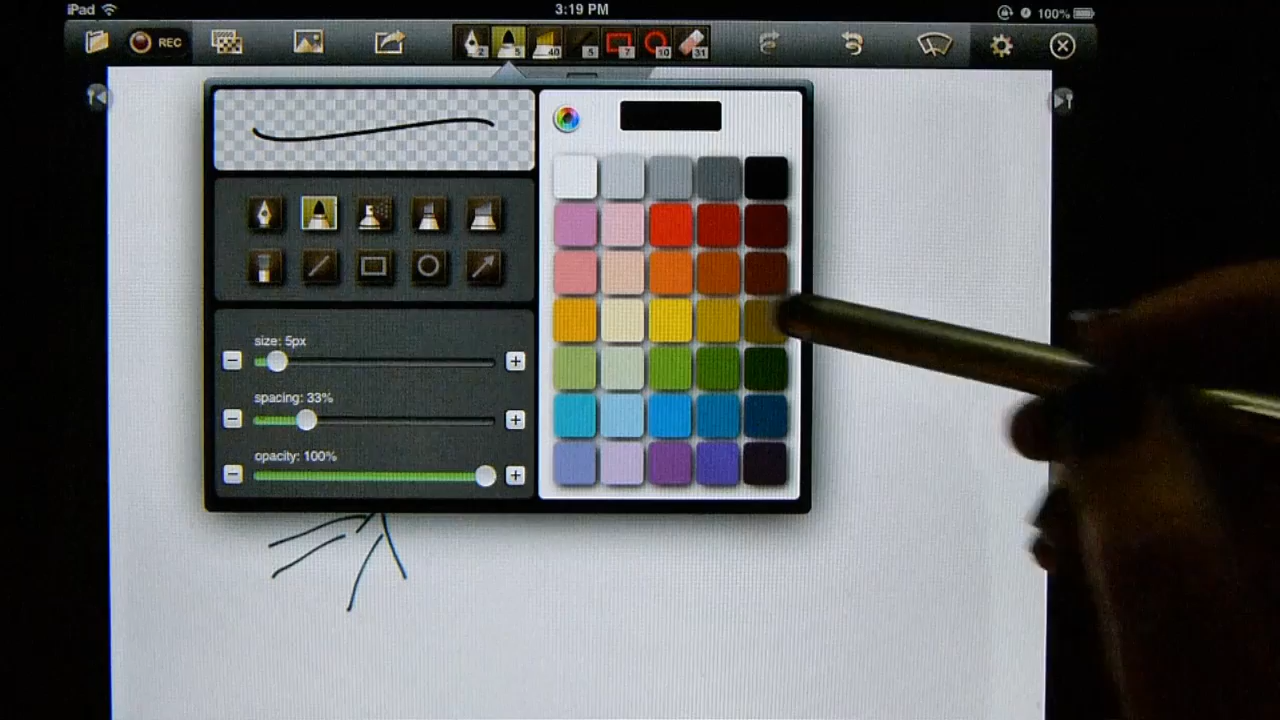 iPad 3:19 PM 100%
REC 2 5 40 5 7 10 31
size: 5px
spacing: 33%
opacity: 100%